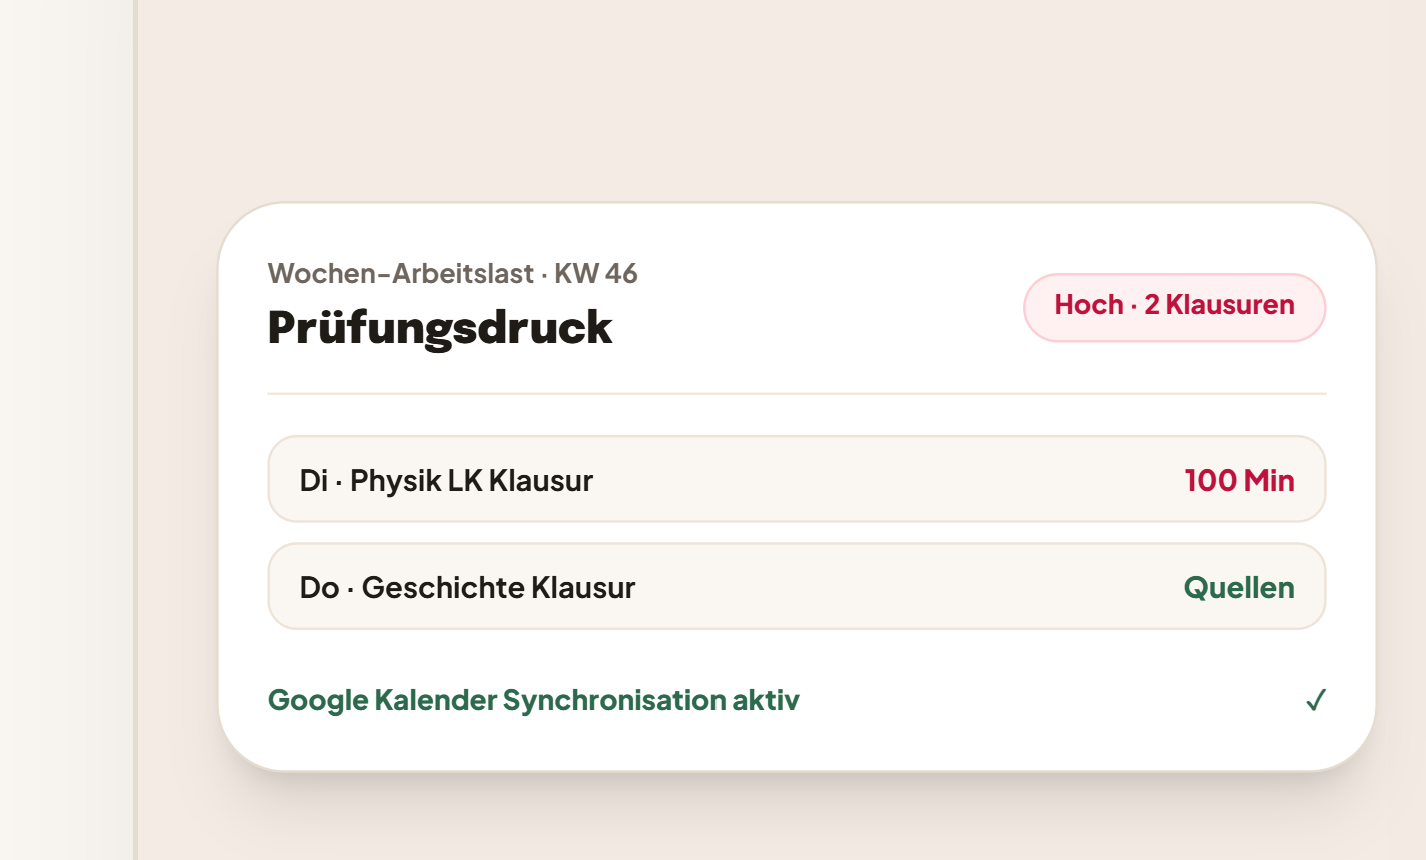 Wochen-Arbeitslast · KW 46
Prüfungsdruck
Hoch · 2 Klausuren
Di · Physik LK Klausur
100 Min
Do · Geschichte Klausur
Quellen
Google Kalender Synchronisation aktiv
✓